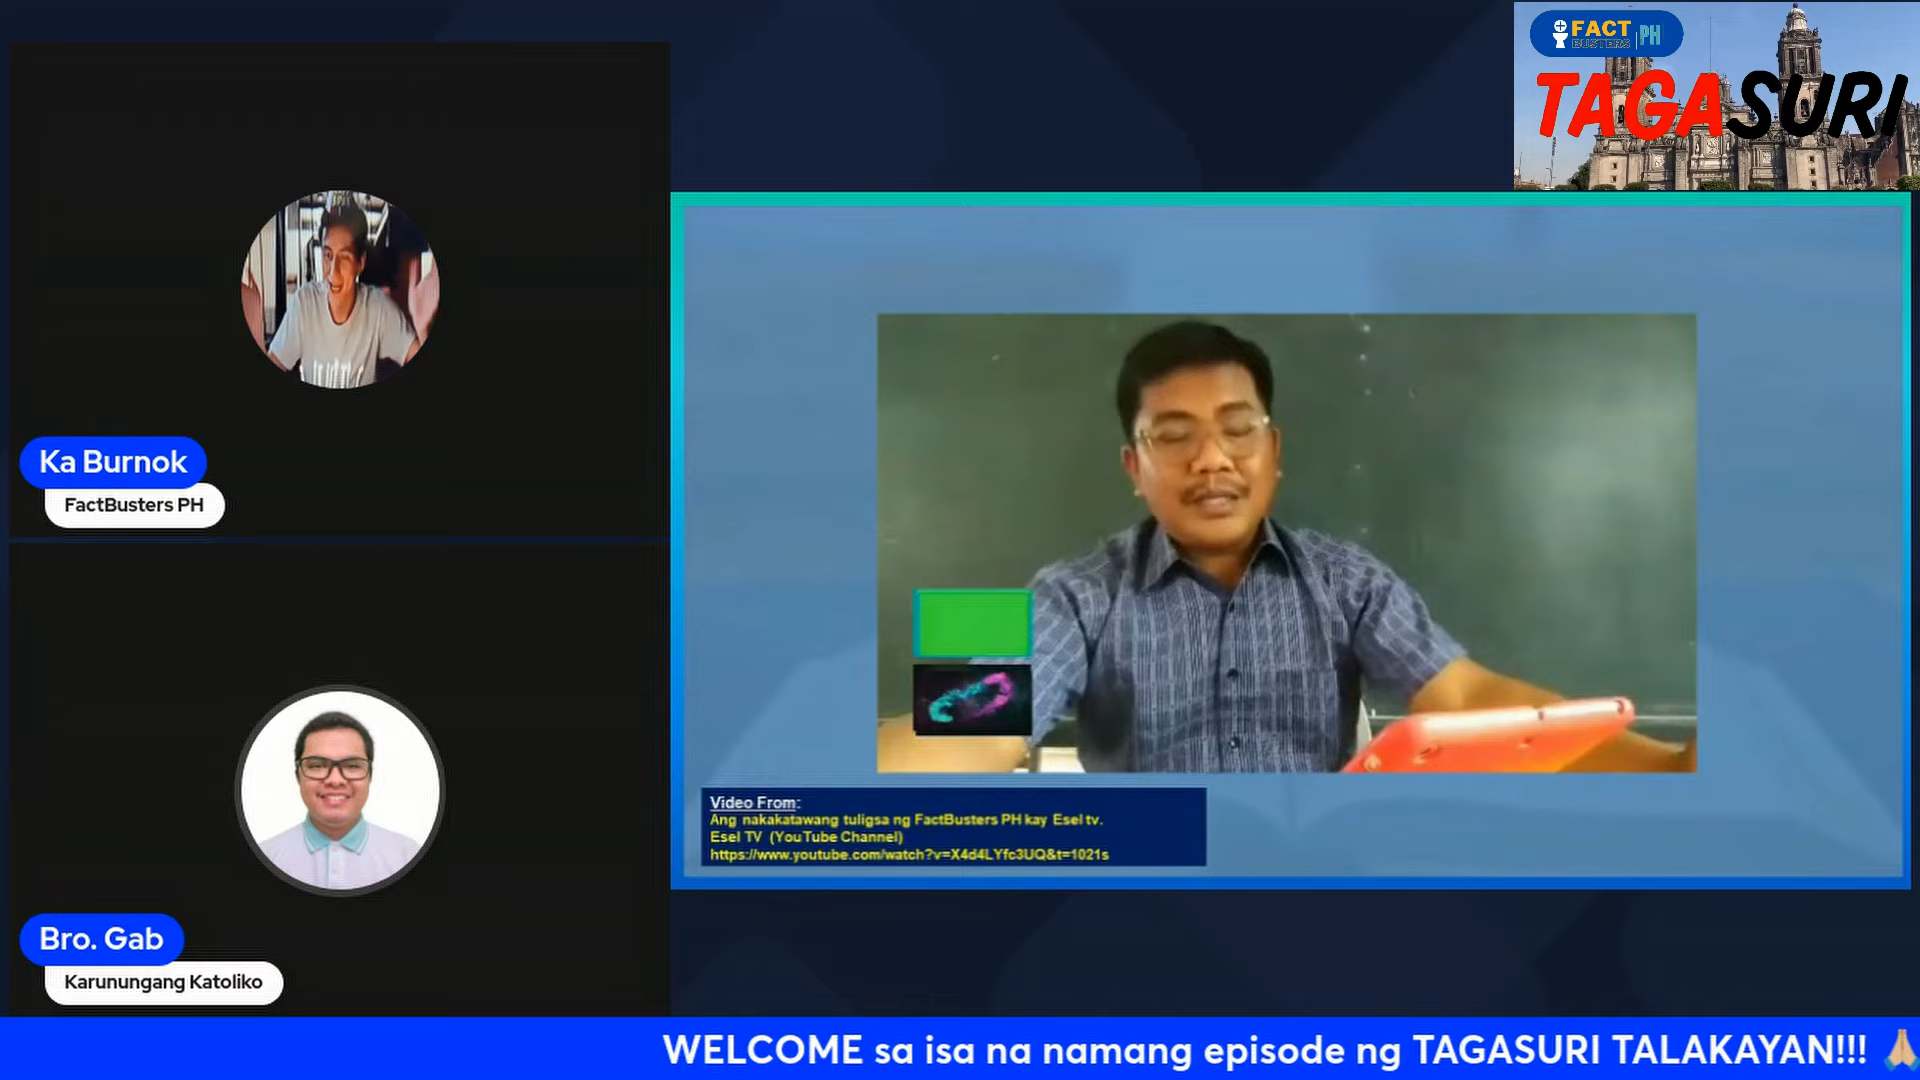 FACT
BUSTERS
PH
TAGASURI
Ka Burnok
FactBusters PH
Video From:
Ang nakakatawang tuligsa ng FactBusters PH kay Esel tv.
Esel TV (YouTube Channel)
https://www.youtube.com/watch?v=X4d4LYfc3UQ&t=1021s
Bro. Gab
Karunungang Katoliko
WELCOME sa isa na namang episode ng TAGASURI TALAKAYAN!!! 🙏🏼